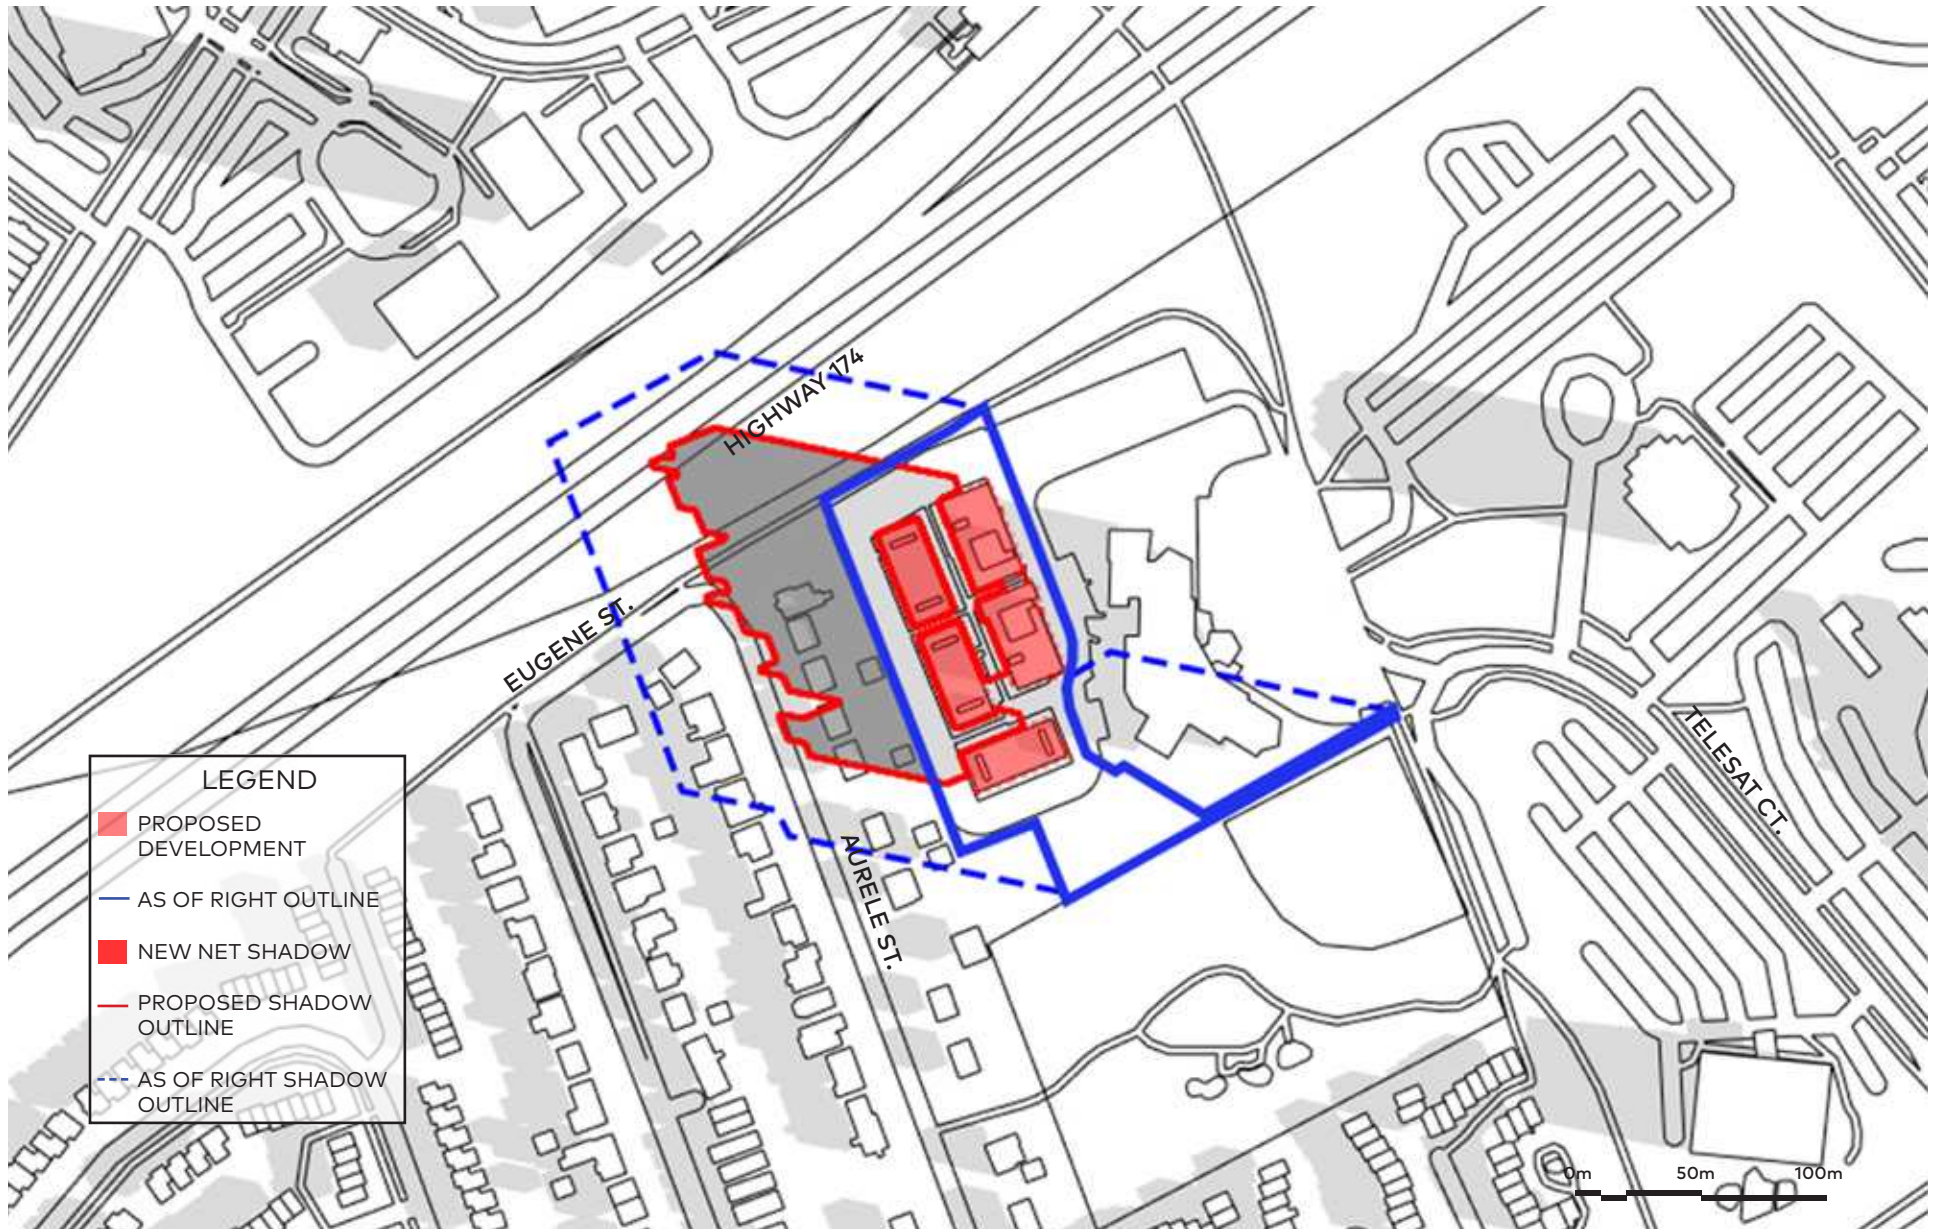 HIGHWAY 174
EUGENE ST.
TELESAT CT.
AURELE ST.
LEGEND
PROPOSED
DEVELOPMENT
AS OF RIGHT OUTLINE
NEW NET SHADOW
PROPOSED SHADOW
OUTLINE
AS OF RIGHT SHADOW
OUTLINE
0m 50m 100m